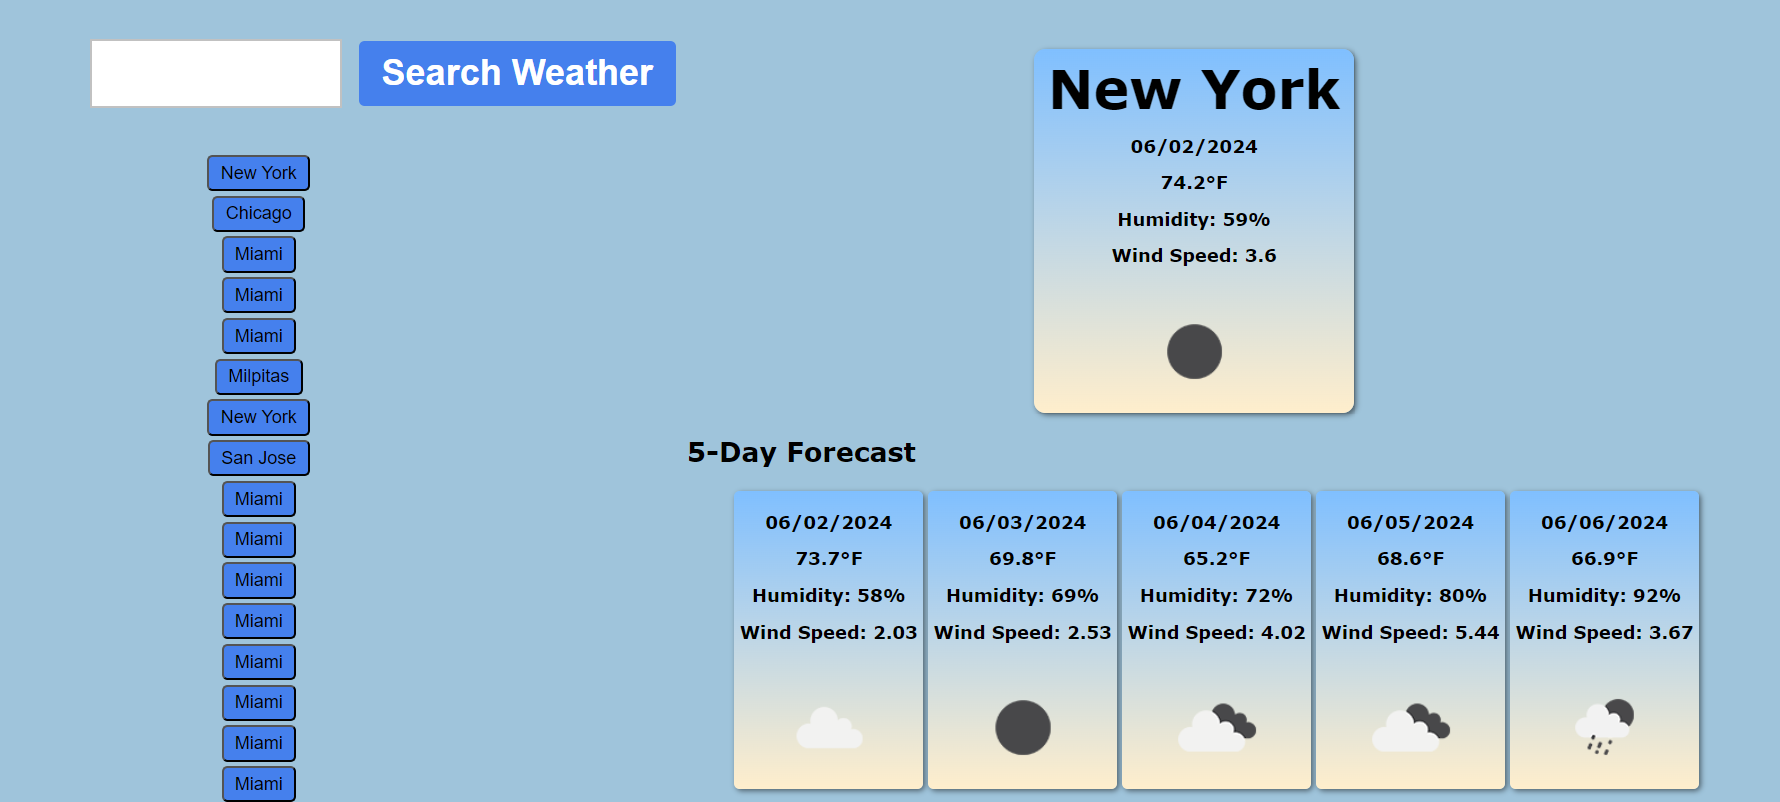 Search Weather
New York
Chicago
Miami
Miami
Miami
Milpitas
New York
San Jose
Miami
Miami
Miami
Miami
Miami
Miami
Miami
Miami
New York
06/02/2024
74.2°F
Humidity: 59%
Wind Speed: 3.6
5-Day Forecast
06/02/2024
73.7°F
Humidity: 58%
Wind Speed: 2.03
06/03/2024
69.8°F
Humidity: 69%
Wind Speed: 2.53
06/04/2024
65.2°F
Humidity: 72%
Wind Speed: 4.02
06/05/2024
68.6°F
Humidity: 80%
Wind Speed: 5.44
06/06/2024
66.9°F
Humidity: 92%
Wind Speed: 3.67